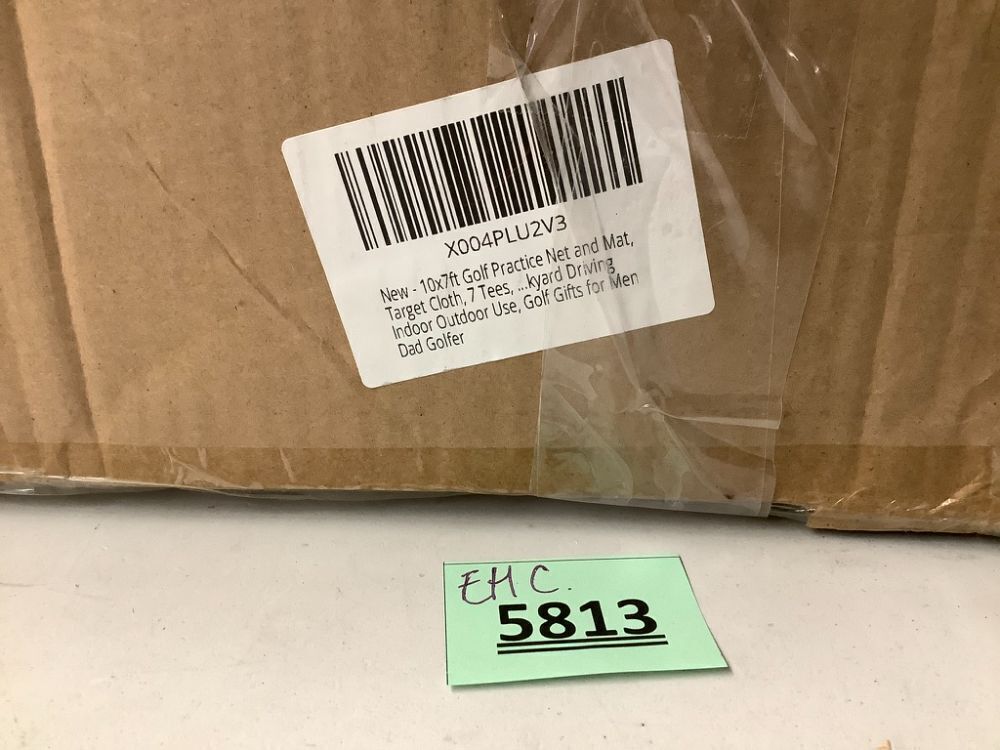 X004PLU2V3
New - 10x7ft Golf Practice Net and Mat,
Target Cloth, 7 Tees, ...kyard Driving
Indoor Outdoor Use, Golf Gifts for Men
Dad Golfer
EHC.
5813